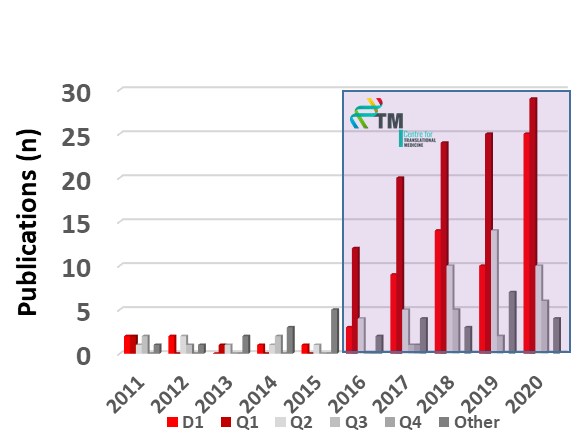 Publications (n)
30
25
20
15
10
5
0
TM
Centre for
TRANSLATIONAL
MEDICINE
2011 2012 2013 2014 2015 2016 2017 2018 2019 2020
D1 Q1 Q2 Q3 Q4 Other